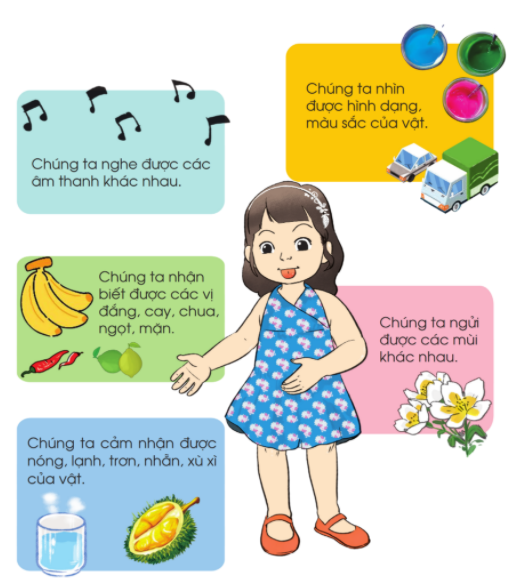 Chúng ta nghe được các
âm thanh khác nhau.
Chúng ta nhìn
được hình dạng,
màu sắc của vật.
Chúng ta nhận
biết được các vị
đắng, cay, chua,
ngọt, mặn.
Chúng ta ngửi
được các mùi
khác nhau.
Chúng ta cảm nhận được
nóng, lạnh, trơn, nhẵn, xù xì
của vật.